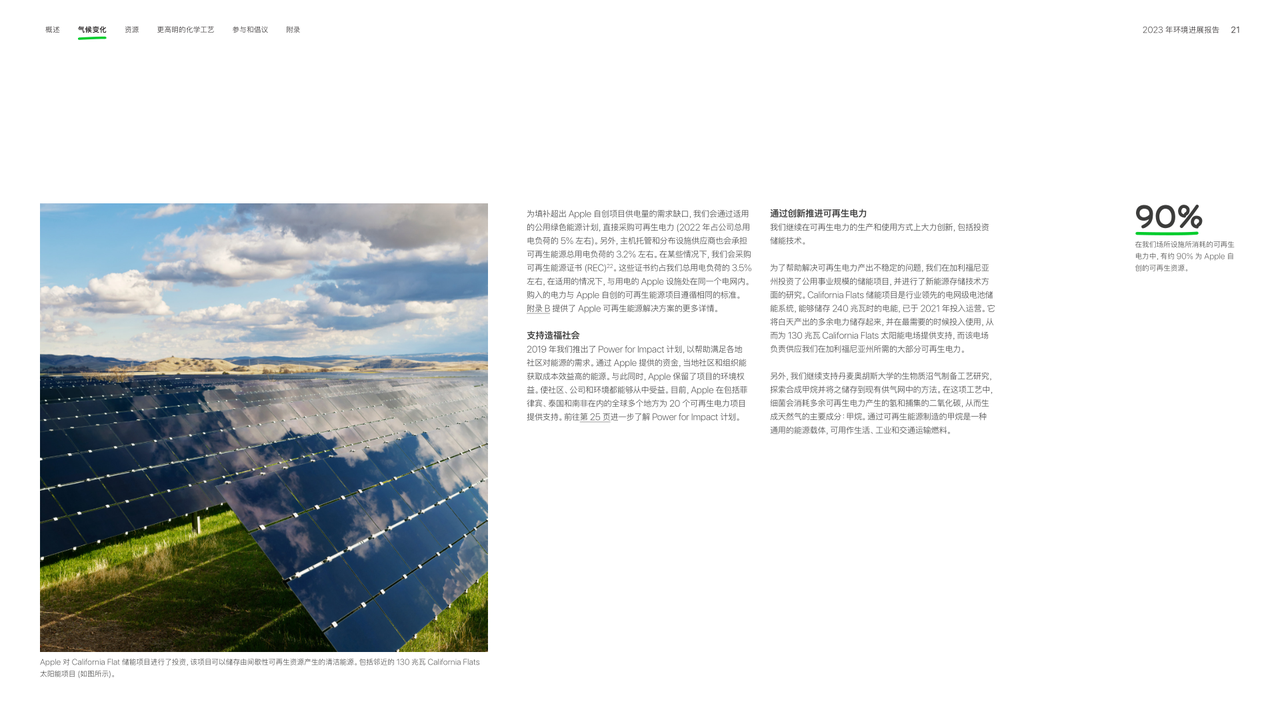 概述 气候变化 资源 更高明的化学工艺 参与和倡议 附录
2023 年环境进展报告 21
为填补超出 Apple 自创项目供电量的需求缺口，我们会通过适用
的公用绿色能源计划，直接采购可再生电力 (2022 年占公司总用
电负荷的 5% 左右)。另外，主机托管和分布设施供应商也会承担
可再生能源总用电负荷的 3.2% 左右。在某些情况下，我们会采购
可再生能源证书 (REC)²²。这些证书约占我们总用电负荷的 3.5%
左右，在适用的情况下，与用电的 Apple 设施处在同一个电网内。
购入的电力与 Apple 自创的可再生能源项目遵循相同的标准。
附录 B 提供了 Apple 可再生能源解决方案的更多详情。
支持造福社会
2019 年我们推出了 Power for Impact 计划，以帮助满足各地
社区对能源的需求。通过 Apple 提供的资金，当地社区和组织能
获取成本效益高的能源。与此同时，Apple 保留了项目的环境权
益。使社区、公司和环境都能够从中受益。目前，Apple 在包括菲
律宾、泰国和南非在内的全球多个地方为 20 个可再生电力项目
提供支持。前往第 25 页进一步了解 Power for Impact 计划。
通过创新推进可再生电力
我们继续在可再生电力的生产和使用方式上大力创新，包括投资
储能技术。
为了帮助解决可再生电力产出不稳定的问题，我们在加利福尼亚
州投资了公用事业规模的储能项目，并进行了新能源存储技术方
面的研究。California Flats 储能项目是行业领先的电网级电池储
能系统，能够储存 240 兆瓦时的电能，已于 2021 年投入运营。它
将白天产出的多余电力储存起来，并在最需要的时候投入使用，从
而为 130 兆瓦 California Flats 太阳能电场提供支持，而该电场
负责供应我们在加利福尼亚州所需的大部分可再生电力。
另外，我们继续支持丹麦奥胡斯大学的生物质沼气制备工艺研究，
探索合成甲烷并将之储存到现有供气网中的方法。在这项工艺中，
细菌会消耗多余可再生电力产生的氢和捕集的二氧化碳，从而生
成天然气的主要成分：甲烷。通过可再生能源制造的甲烷是一种
通用的能源载体，可用作生活、工业和交通运输燃料。
90%
在我们场所设施所消耗的可再生
电力中，有约 90% 为 Apple 自
创的可再生资源。
Apple 对 California Flat 储能项目进行了投资，该项目可以储存由间歇性可再生资源产生的清洁能源。包括邻近的 130 兆瓦 California Flats
太阳能项目 (如图所示)。